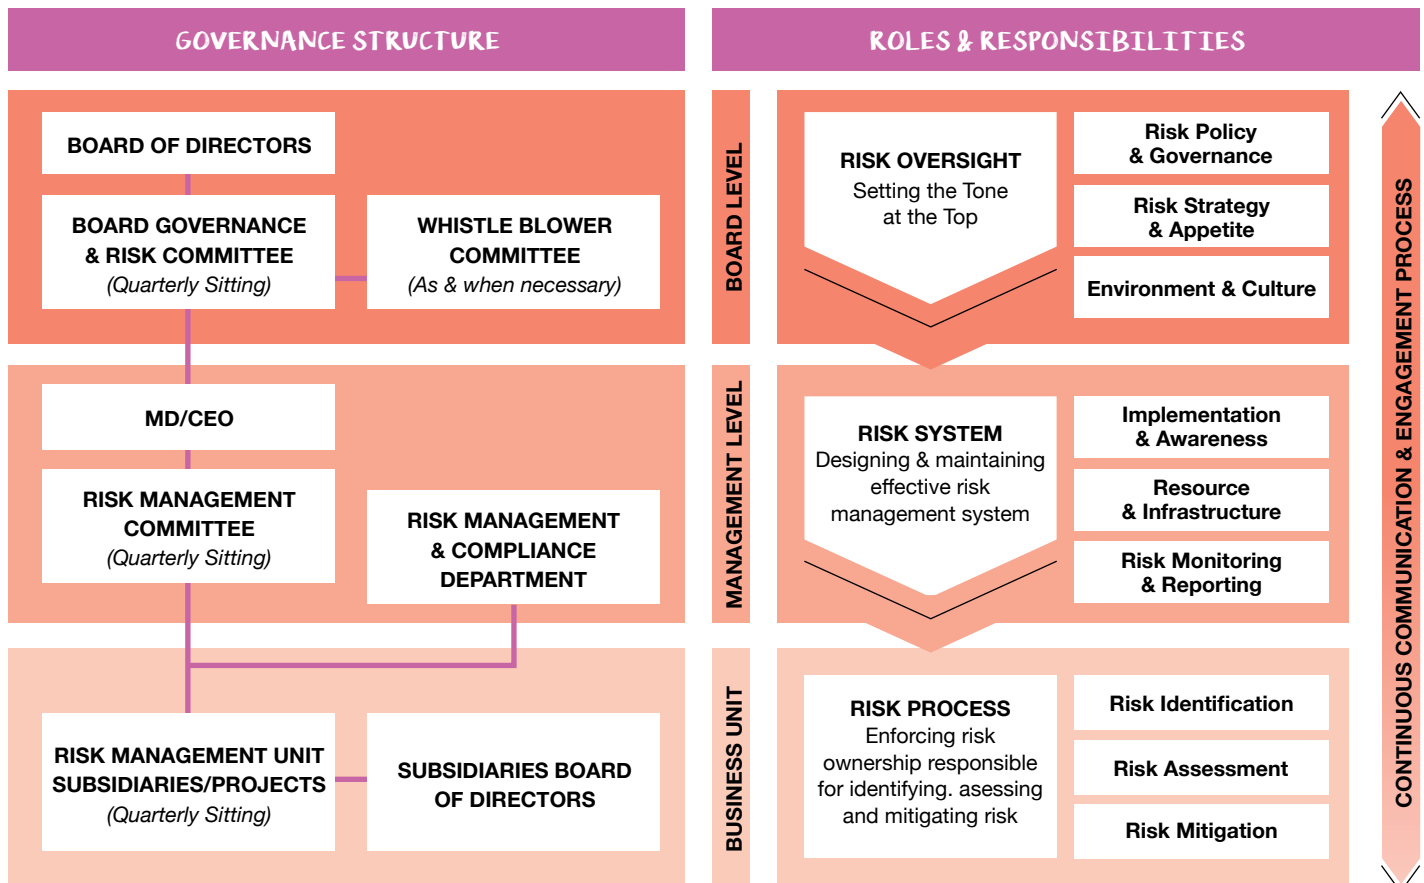 GOVERNANCE STRUCTURE
BOARD OF DIRECTORS
BOARD GOVERNANCE
& RISK COMMITTEE
(Quarterly Sitting)
WHISTLE BLOWER
COMMITTEE
(As & when necessary)
MD/CEO
RISK MANAGEMENT
COMMITTEE
(Quarterly Sitting)
RISK MANAGEMENT
& COMPLIANCE
DEPARTMENT
RISK MANAGEMENT UNIT
SUBSIDIARIES/PROJECTS
(Quarterly Sitting)
SUBSIDIARIES BOARD
OF DIRECTORS
ROLES & RESPONSIBILITIES
BOARD LEVEL
RISK OVERSIGHT
Setting the Tone
at the Top
Risk Policy
& Governance
Risk Strategy
& Appetite
Environment & Culture
MANAGEMENT LEVEL
RISK SYSTEM
Designing & maintaining
effective risk
management system
Implementation
& Awareness
Resource
& Infrastructure
Risk Monitoring
& Reporting
BUSINESS UNIT
RISK PROCESS
Enforcing risk
ownership responsible
for identifying. asessing
and mitigating risk
Risk Identification
Risk Assessment
Risk Mitigation
CONTINUOUS COMMUNICATION & ENGAGEMENT PROCESS